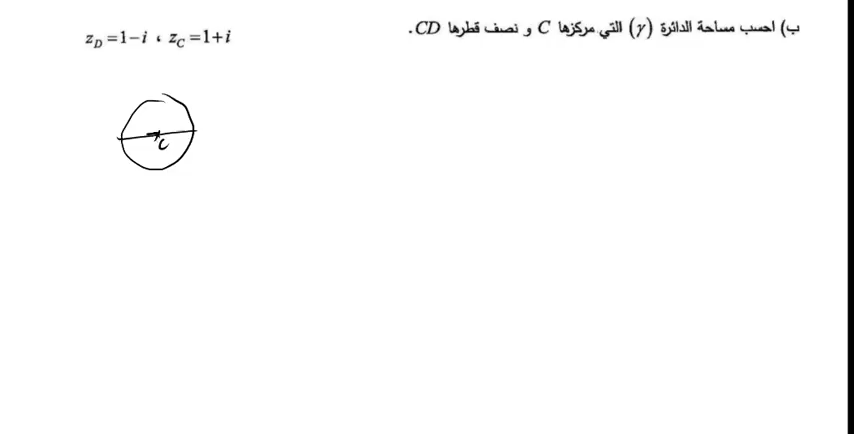 ب) احسب مساحة الدائرة (γ) التي مركزها C و نصف قطرها CD .
z_D =1−i ، z_C =1+i
C